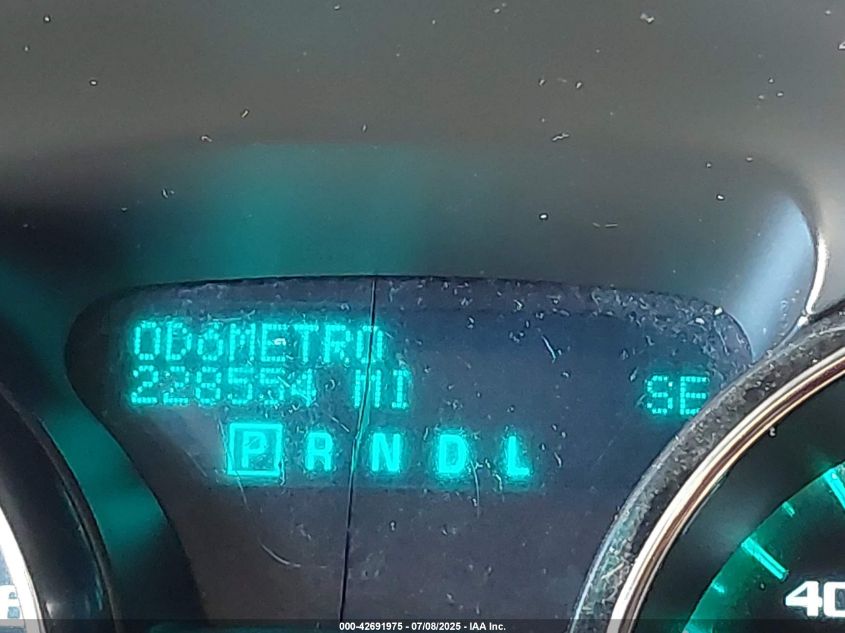 ODóMETRO
228554 MI
SE
P R N D L
40
000-42691975 - 07/08/2025 - IAA Inc.